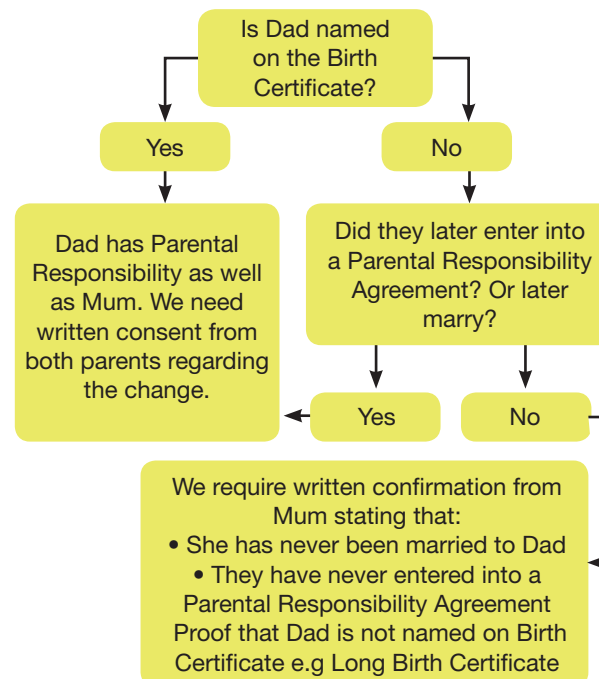 Is Dad named
on the Birth
Certificate?
Yes
No
Dad has Parental
Responsibility as well
as Mum. We need
written consent from
both parents regarding
the change.
Did they later enter into
a Parental Responsibility
Agreement? Or later
marry?
Yes
No
We require written confirmation from
Mum stating that:
• She has never been married to Dad
• They have never entered into a
Parental Responsibility Agreement
Proof that Dad is not named on Birth
Certificate e.g Long Birth Certificate